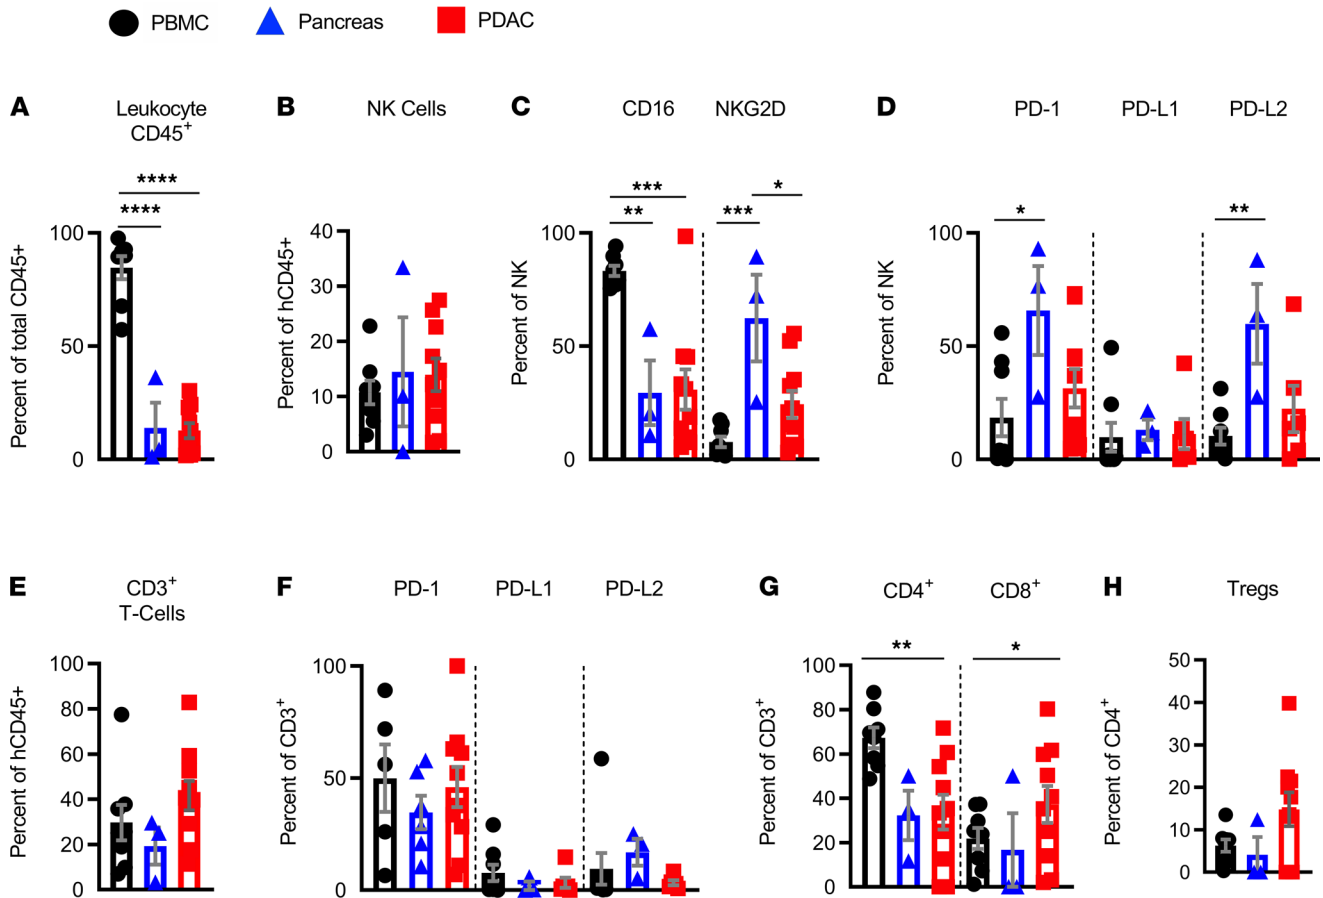 PBMC Pancreas PDAC
A Leukocyte CD45⁺
**** 
****
Percent of total CD45+
100
50
0
B NK Cells
Percent of hCD45+
40
30
20
10
0
C CD16 NKG2D
*** *
** ***
Percent of NK
100
50
0
D PD-1 PD-L1 PD-L2
* **
Percent of NK
100
50
0
E CD3⁺
T-Cells
Percent of hCD45+
100
80
60
40
20
0
F PD-1 PD-L1 PD-L2
Percent of CD3⁺
100
50
0
G CD4⁺ CD8⁺
** *
Percent of CD3⁺
100
80
60
40
20
0
H Tregs
Percent of CD4⁺
50
40
30
20
10
0